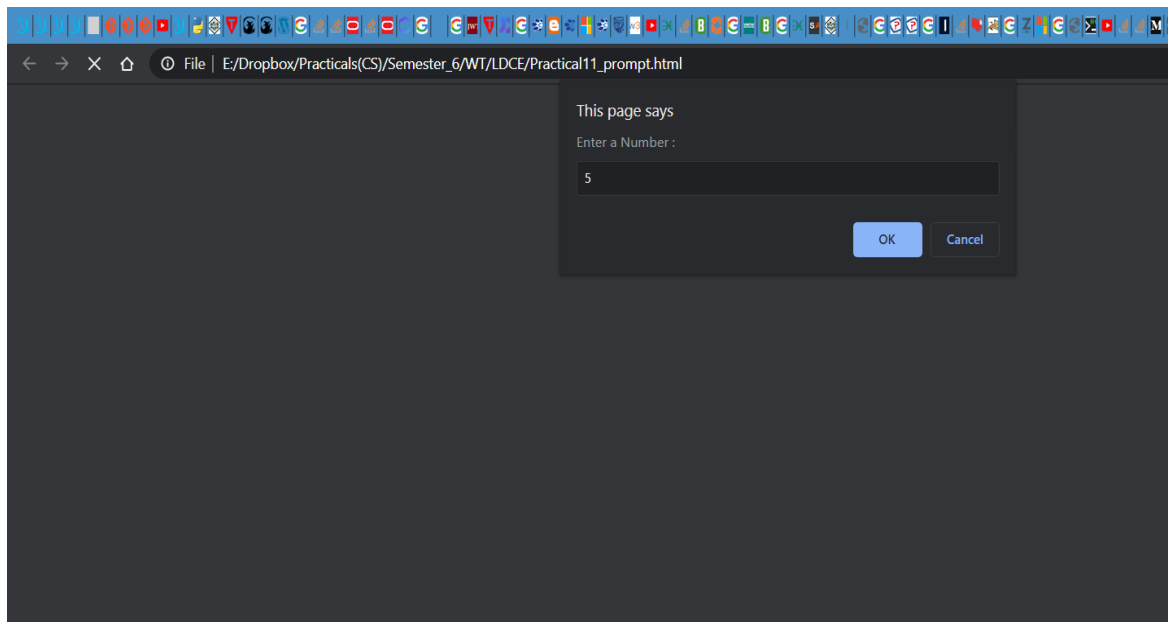 File | E:/Dropbox/Practicals(CS)/Semester_6/WT/LDCE/Practical11_prompt.html
This page says
Enter a Number :
5
OK Cancel